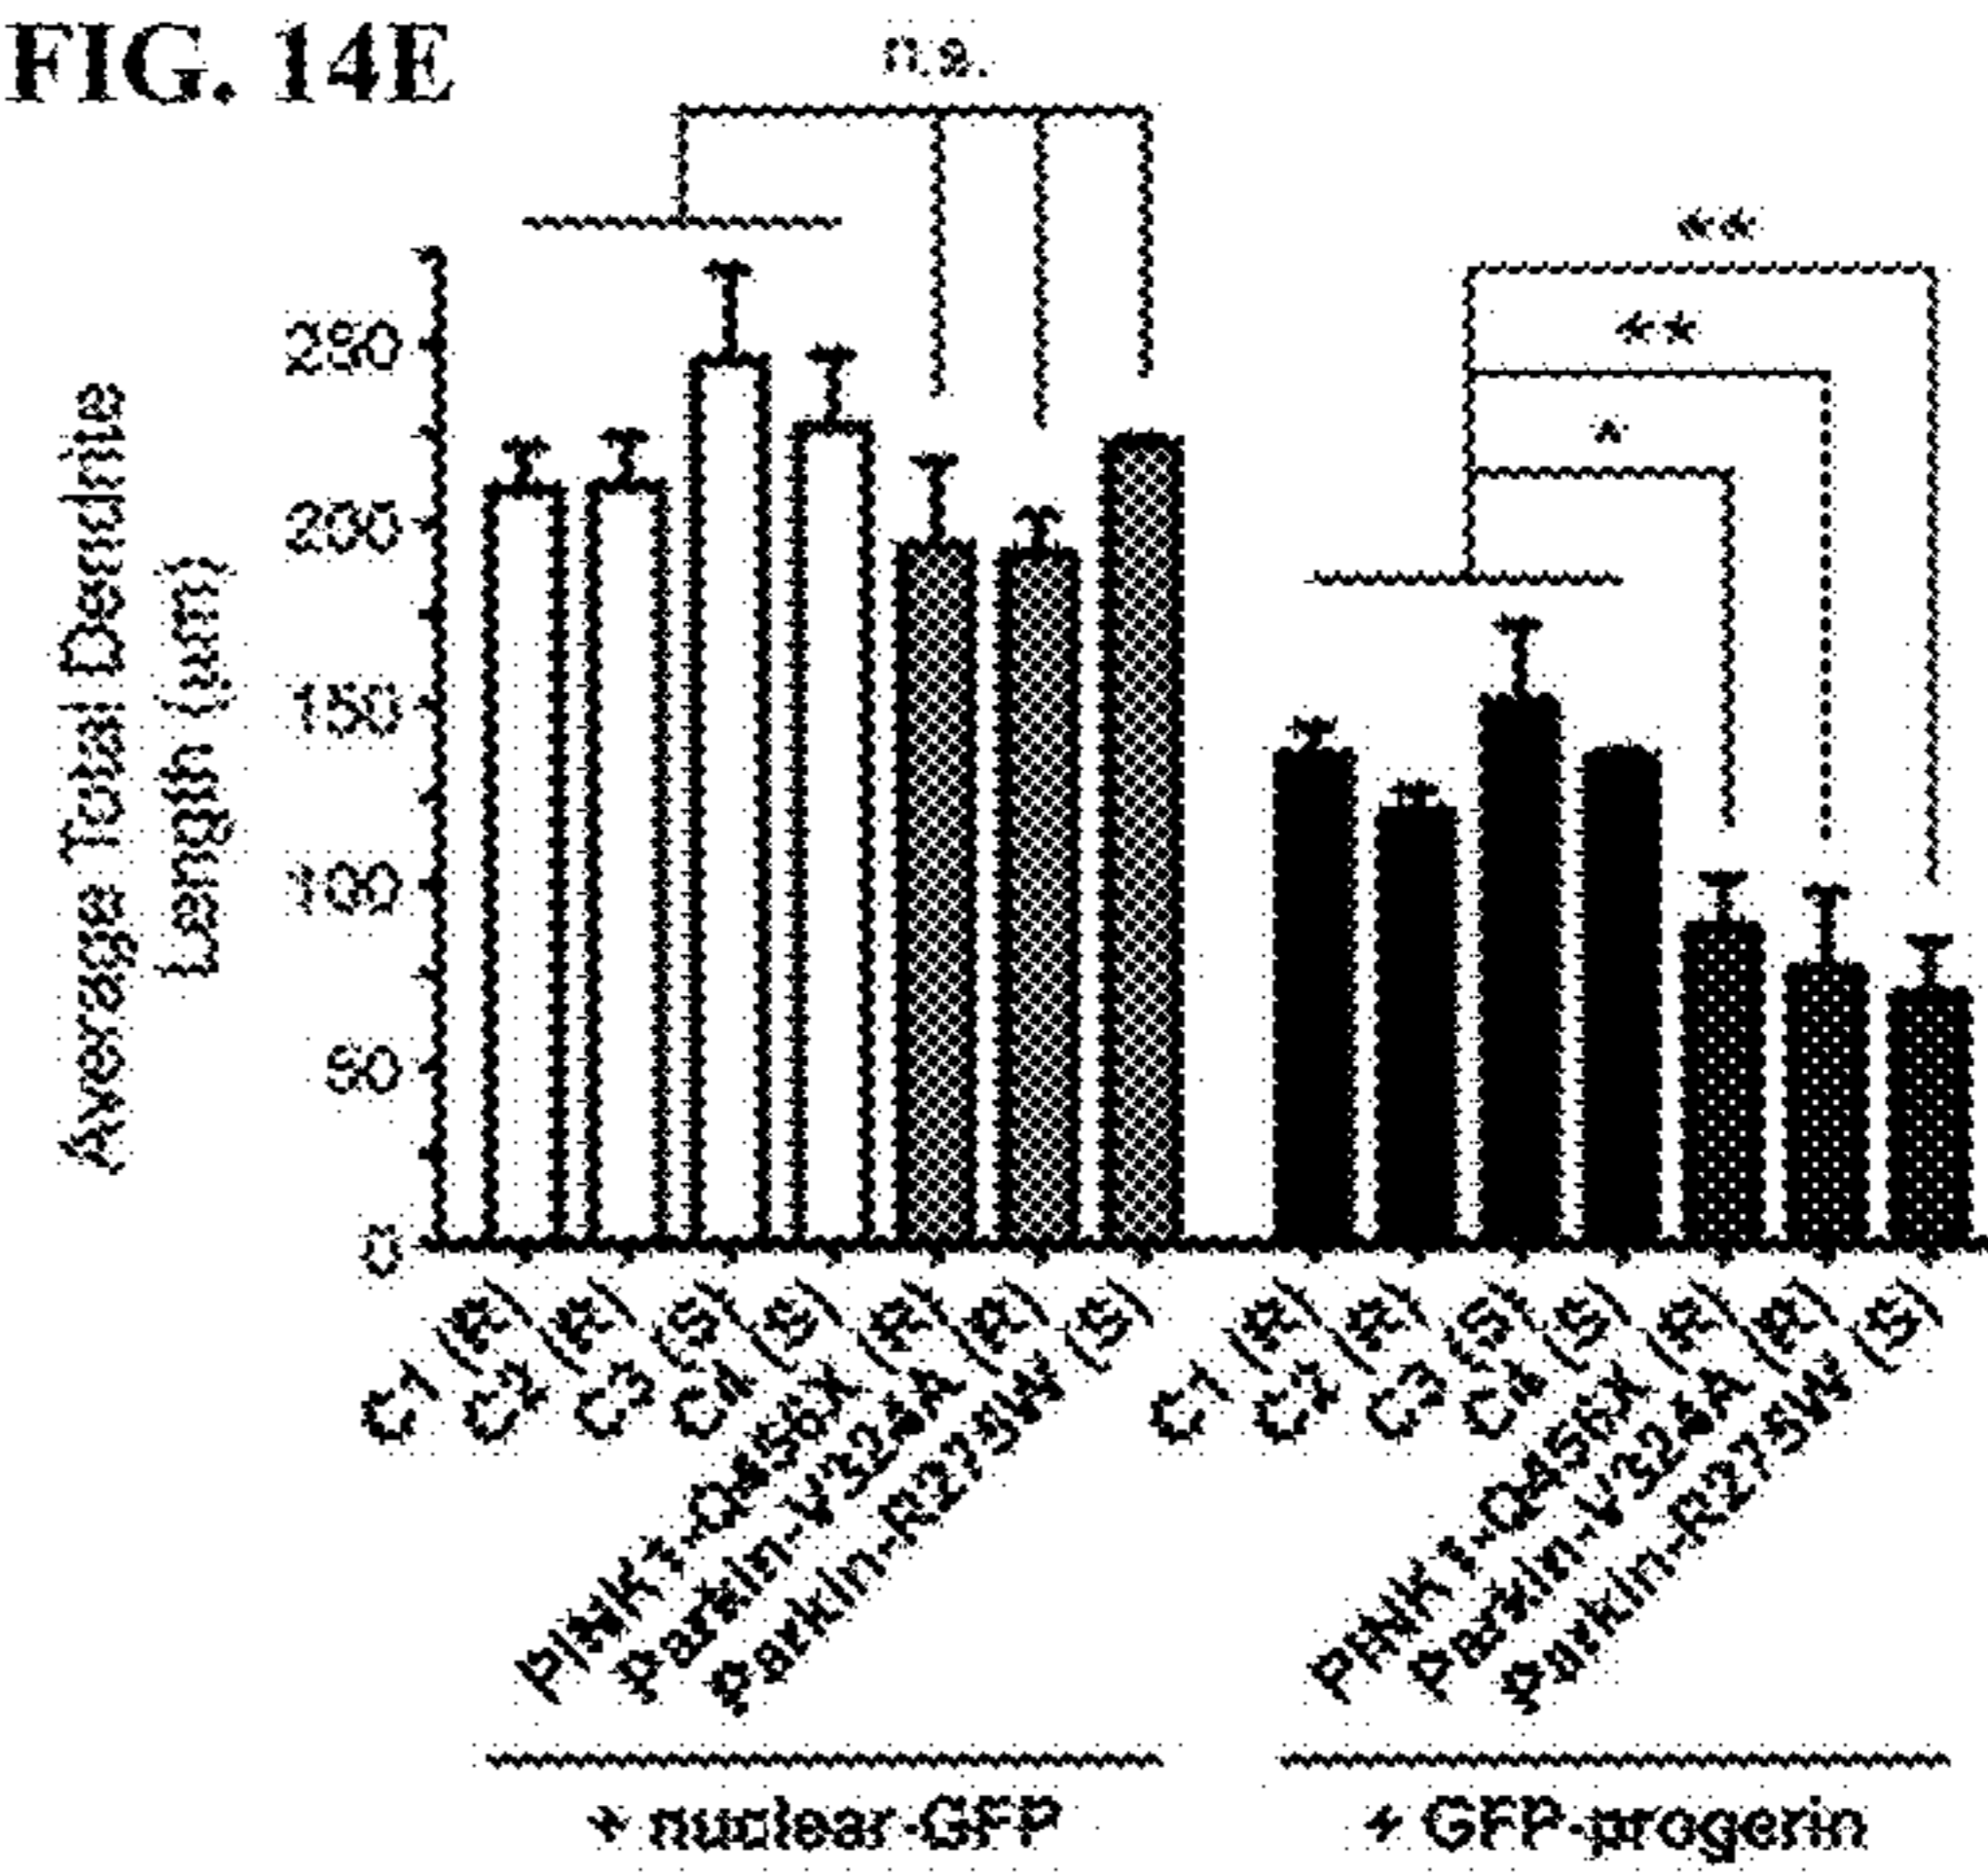 FIG. 14E
n.s.
**
**
*
Average Total Dendrite
Length (µm)
250
200
150
100
50
0
C1 (R)
C2 (R)
C3 (S)
C4 (S)
PINK1-Q456X (R)
Parkin-V324A (R)
Parkin-R275W (S)
C1 (R)
C2 (R)
C3 (S)
C4 (S)
PINK1-Q456X (R)
Parkin-V324A (R)
Parkin-R275W (S)
+ nuclear-GFP
+ GFP-progerin